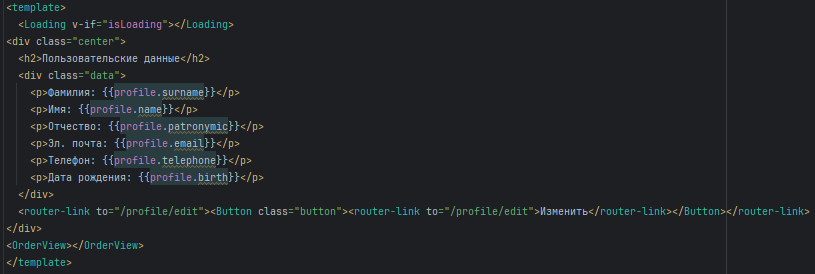 <template>
<Loading v-if="isLoading"></Loading>
<div class="center">
<h2>Пользовательские данные</h2>
<div class="data">
<p>Фамилия: {{profile.surname}}</p>
<p>Имя: {{profile.name}}</p>
<p>Отчество: {{profile.patronymic}}</p>
<p>Эл. почта: {{profile.email}}</p>
<p>Телефон: {{profile.telephone}}</p>
<p>Дата рождения: {{profile.birth}}</p>
</div>
<router-link to="/profile/edit"><Button class="button"><router-link to="/profile/edit">Изменить</router-link></Button></router-link>
</div>
<OrderView></OrderView>
</template>